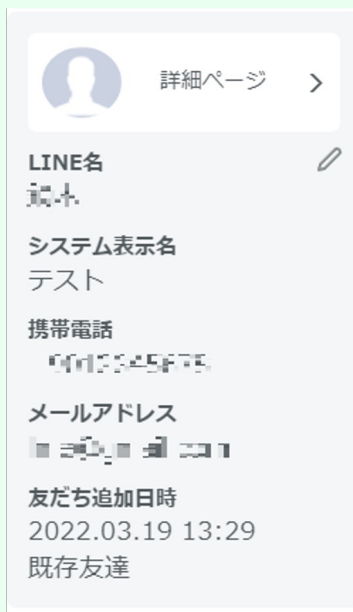 詳細ページ
LINE名
システム表示名
テスト
携帯電話
メールアドレス
友だち追加日時
2022.03.19 13:29
既存友達